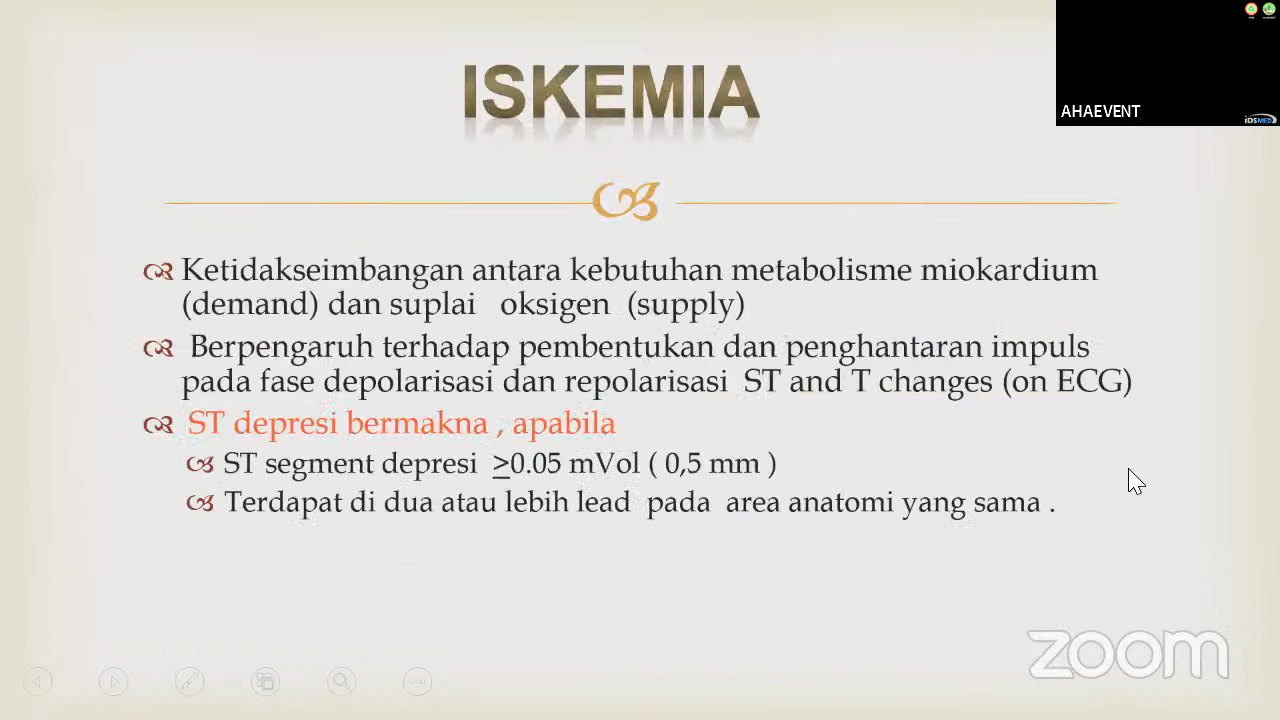 ISKEMIA
AHAEVENT
iDSMED
Ketidakseimbangan antara kebutuhan metabolisme miokardium
(demand) dan suplai oksigen (supply)
Berpengaruh terhadap pembentukan dan penghantaran impuls
pada fase depolarisasi dan repolarisasi ST and T changes (on ECG)
ST depresi bermakna , apabila
ST segment depresi ≥0.05 mVol ( 0,5 mm )
Terdapat di dua atau lebih lead pada area anatomi yang sama .
zoom